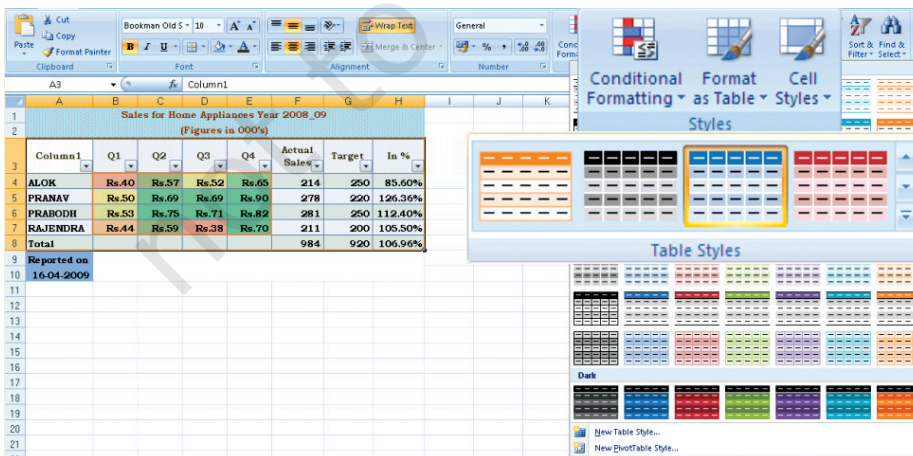 Cut
Copy
Format Painter
Paste
Clipboard
Bookman Old S
10
A A
B I U
A
Font
Wrap Text
Merge & Center
Alignment
General
% ,
Number
Conditional Formatting
Format as Table
Cell Styles
Styles
Sort & Filter
Find & Select
A3
fx
Column1
A B C D E F G H I J K
1 Sales for Home Appliances Year 2008_09
2 (Figures in 000's)
3 Column1 Q1 Q2 Q3 Q4 Actual Sales Target In %
4 ALOK Rs.40 Rs.57 Rs.52 Rs.65 214 250 85.60%
5 PRANAV Rs.50 Rs.69 Rs.69 Rs.90 278 220 126.36%
6 PRABODH Rs.53 Rs.75 Rs.71 Rs.82 281 250 112.40%
7 RAJENDRA Rs.44 Rs.59 Rs.38 Rs.70 211 200 105.50%
8 Total 984 920 106.96%
9 Reported on
10 16-04-2009
11
12
13
14
15
16
17
18
19
20
21
Table Styles
Dark
New Table Style...
New PivotTable Style...
not to